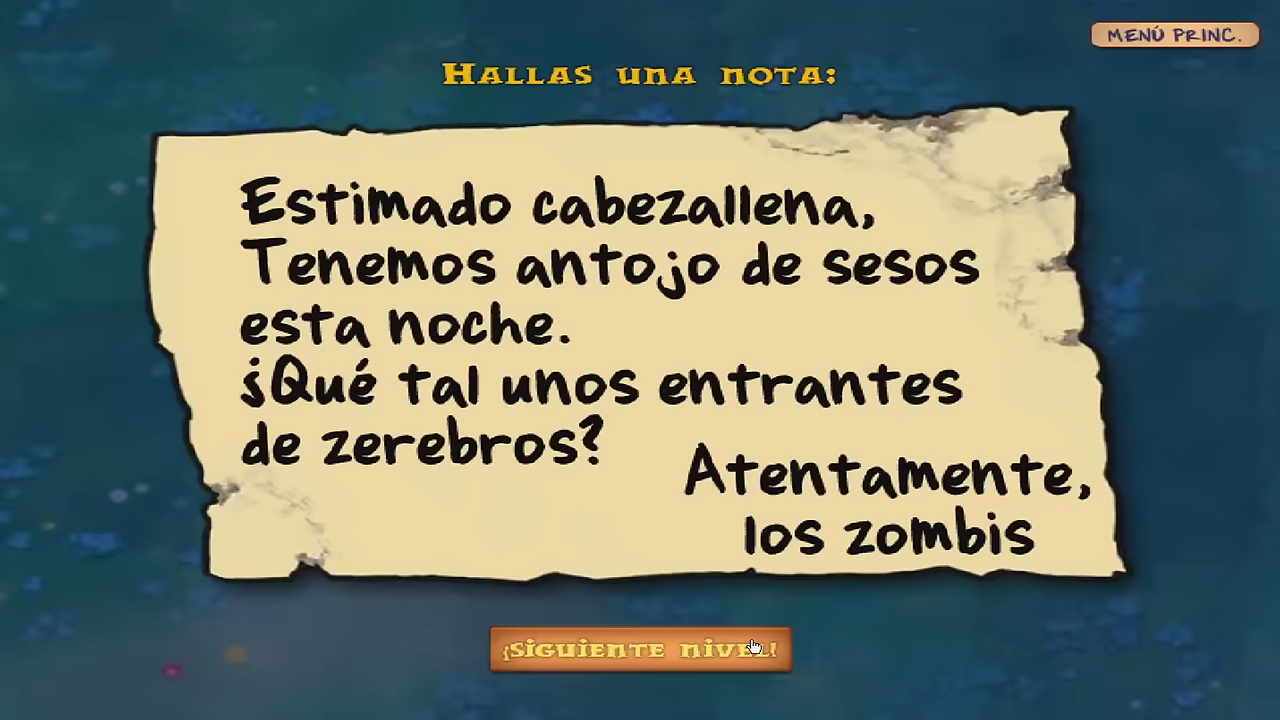 MENÚ PRINC.
HALLAS UNA NOTA:
Estimado cabezallena,
Tenemos antojo de sesos
esta noche.
¿Qué tal unos entrantes
de zerebros?
Atentamente,
los zombis
¡SIGUIENTE NIVEL!